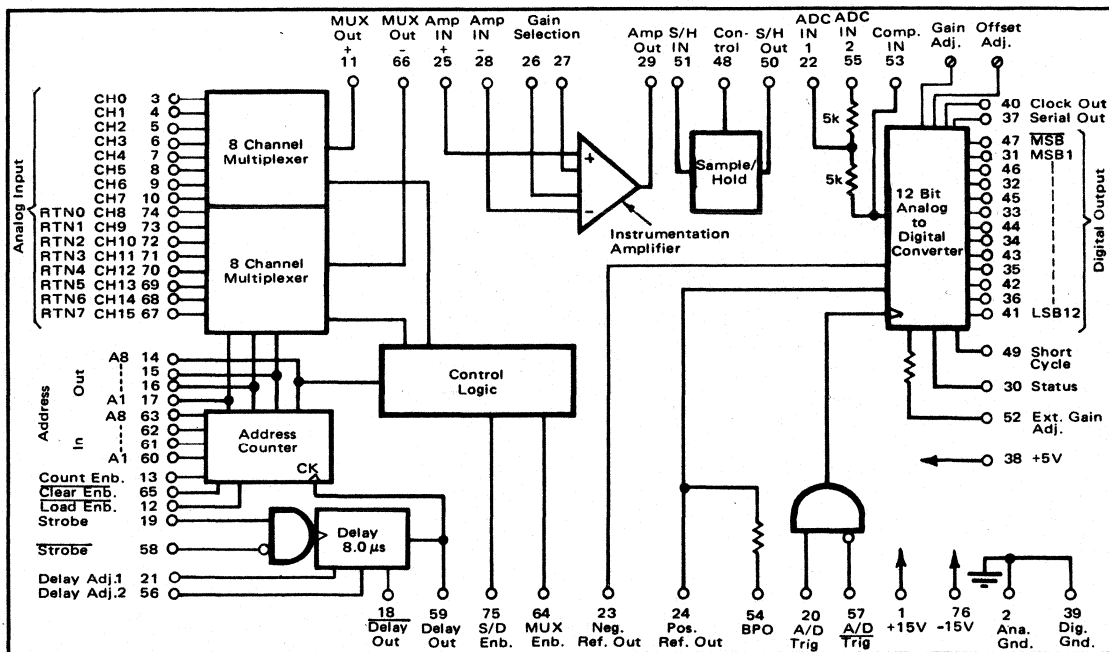 MUX Out + 11
MUX Out - 66
Amp IN + 25
Amp IN - 28
Gain Selection 26 27
Amp Out 29
S/H IN 51
Con- trol 48
S/H Out 50
ADC IN 1 22
ADC IN 2 55
Comp. IN 53
Gain Adj.
Offset Adj.
Analog Input
CH0 3
CH1 4
CH2 5
CH3 6
CH4 7
CH5 8
CH6 9
CH7 10
RTN0 CH8 74
RTN1 CH9 73
RTN2 CH10 72
RTN3 CH11 71
RTN4 CH12 70
RTN5 CH13 69
RTN6 CH14 68
RTN7 CH15 67
8 Channel Multiplexer
8 Channel Multiplexer
+
-
Instrumentation Amplifier
Sample/ Hold
5k
5k
12 Bit Analog to Digital Converter
40 Clock Out
37 Serial Out
47 MSB
31 MSB1
46
32
45
33
44
34
43
35
42
36
41 LSB12
Digital Output
49 Short Cycle
30 Status
52 Ext. Gain Adj.
38 +5V
Address
Out
A8 14
15
16
A1 17
In
A8 63
62
61
A1 60
Address Counter
CK
Control Logic
Count Enb. 13
Clear Enb. 65
Load Enb. 12
Strobe 19
Strobe 58
Delay 8.0 μs
Delay Adj.1 21
Delay Adj.2 56
18 Delay Out
59 Delay Out
75 S/D Enb.
64 MUX Enb.
23 Neg. Ref. Out
24 Pos. Ref. Out
54 BPO
20 A/D Trig
57 A/D Trig
1 +15V
76 -15V
2 Ana. Gnd.
39 Dig. Gnd.